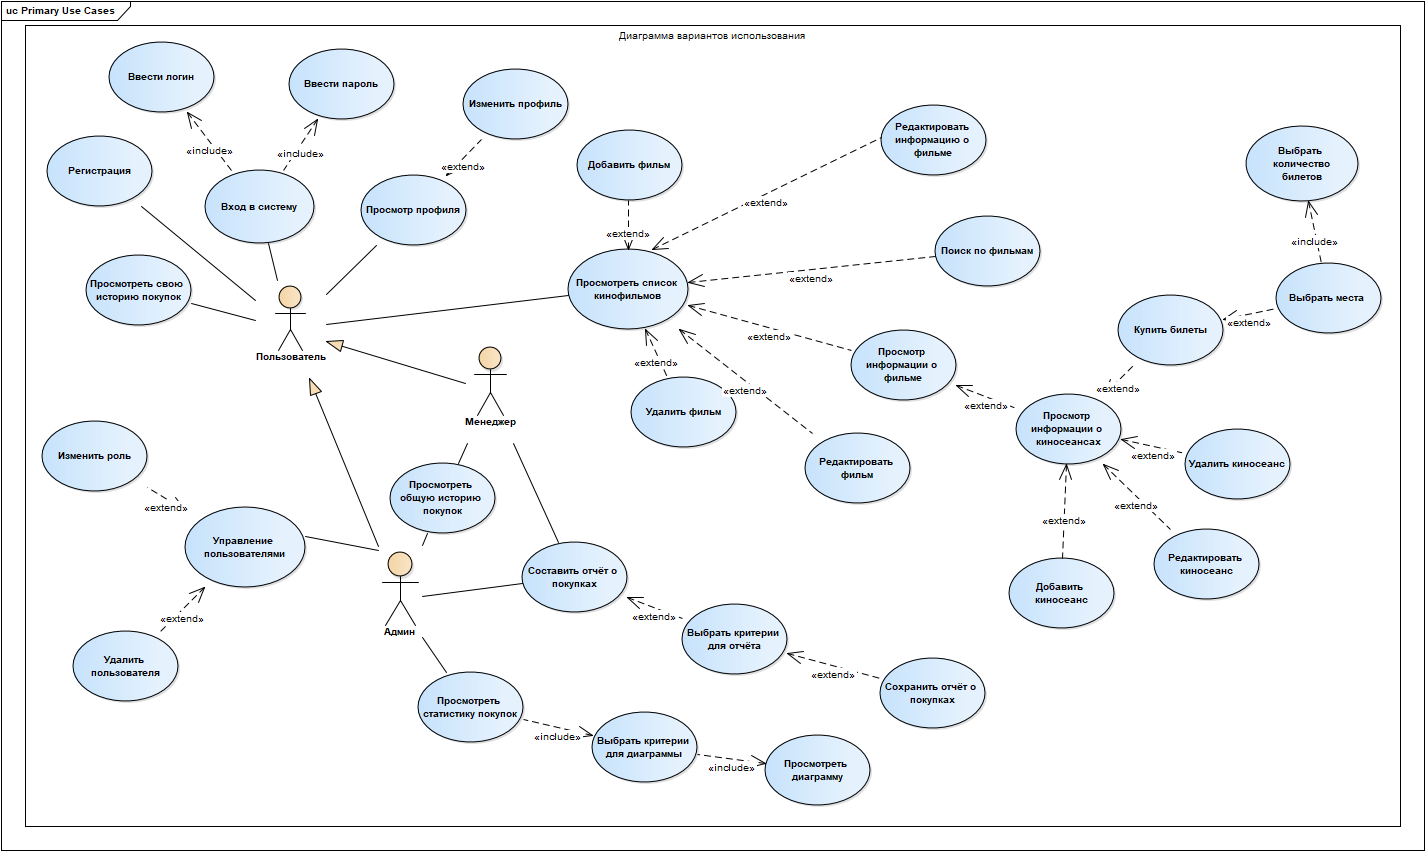 uc Primary Use Cases
Диаграмма вариантов использования
Ввести логин
Ввести пароль
Изменить профиль
«include»
«include»
«extend»
Регистрация
Вход в систему
Просмотр профиля
Добавить фильм
Редактировать
информацию о
фильме
Выбрать
количество
билетов
«extend»
«extend»
«include»
Просмотреть свою
историю покупок
Просмотреть список
кинофильмов
Поиск по фильмам
«extend»
Выбрать места
Купить билеты
«extend»
Пользователь
«extend»
Просмотр
информации о
фильме
«extend»
«extend»
«extend»
«extend»
Менеджер
Удалить фильм
Просмотр
информации о
киносеансах
Изменить роль
Редактировать
фильм
«extend»
Удалить киносеанс
Просмотреть
общую историю
покупок
«extend»
«extend»
«extend»
Управление
пользователями
Составить отчёт о
покупках
Редактировать
киносеанс
Добавить
киносеанс
«extend»
Админ
«extend»
Выбрать критерии
для отчёта
Удалить
пользователя
«extend»
Сохранить отчёт о
покупках
Просмотреть
статистику покупок
«include»
Выбрать критерии
для диаграммы
«include»
Просмотреть
диаграмму